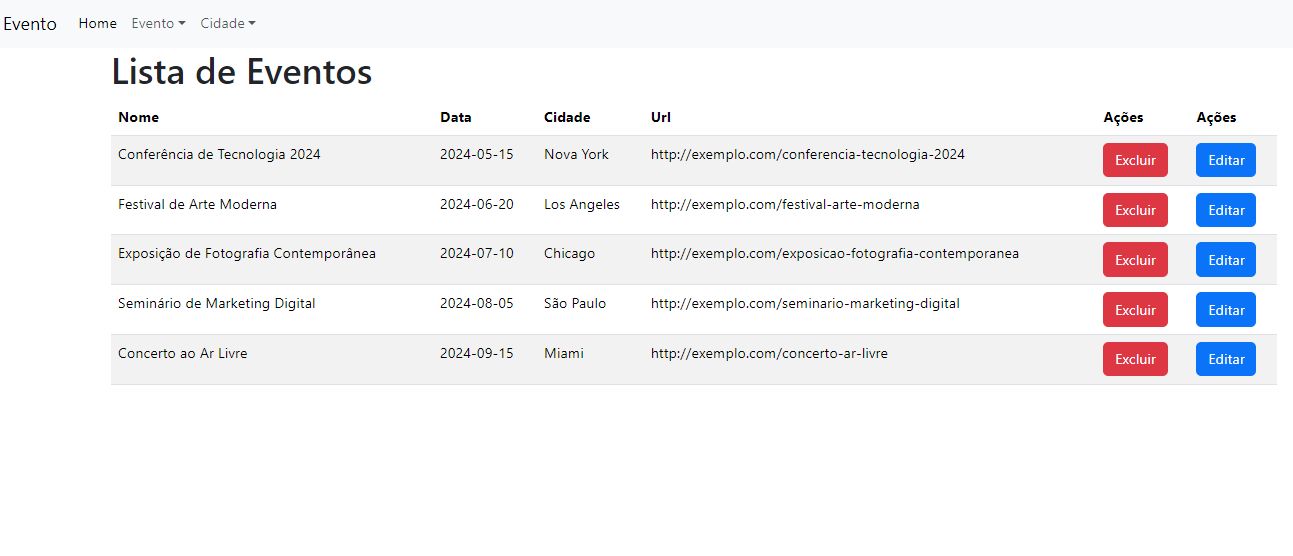 Evento Home Evento Cidade
Lista de Eventos
Nome Data Cidade Url Ações Ações
Conferência de Tecnologia 2024 2024-05-15 Nova York http://exemplo.com/conferencia-tecnologia-2024 Excluir Editar
Festival de Arte Moderna 2024-06-20 Los Angeles http://exemplo.com/festival-arte-moderna Excluir Editar
Exposição de Fotografia Contemporânea 2024-07-10 Chicago http://exemplo.com/exposicao-fotografia-contemporanea Excluir Editar
Seminário de Marketing Digital 2024-08-05 São Paulo http://exemplo.com/seminario-marketing-digital Excluir Editar
Concerto ao Ar Livre 2024-09-15 Miami http://exemplo.com/concerto-ar-livre Excluir Editar